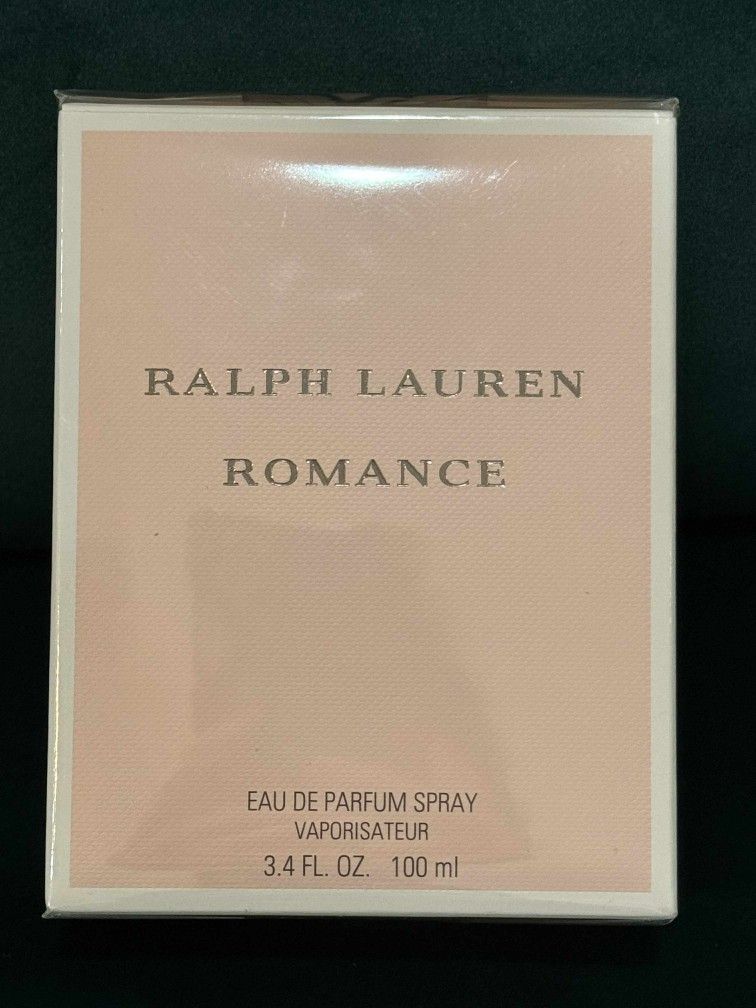 RALPH LAUREN
ROMANCE
EAU DE PARFUM SPRAY
VAPORISATEUR
3.4 FL. OZ. 100 ml